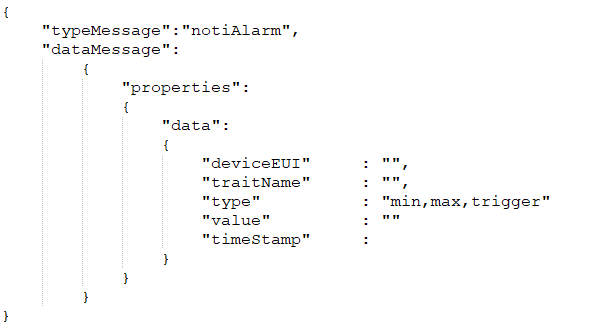 {
    "typeMessage":"notiAlarm",
    "dataMessage":
        {
            "properties":
            {
                "data":
                {
                    "deviceEUI"     : "",
                    "traitName"     : "",
                    "type"          : "min,max,trigger"
                    "value"         : ""
                    "timeStamp"     :
                }
            }
        }
}